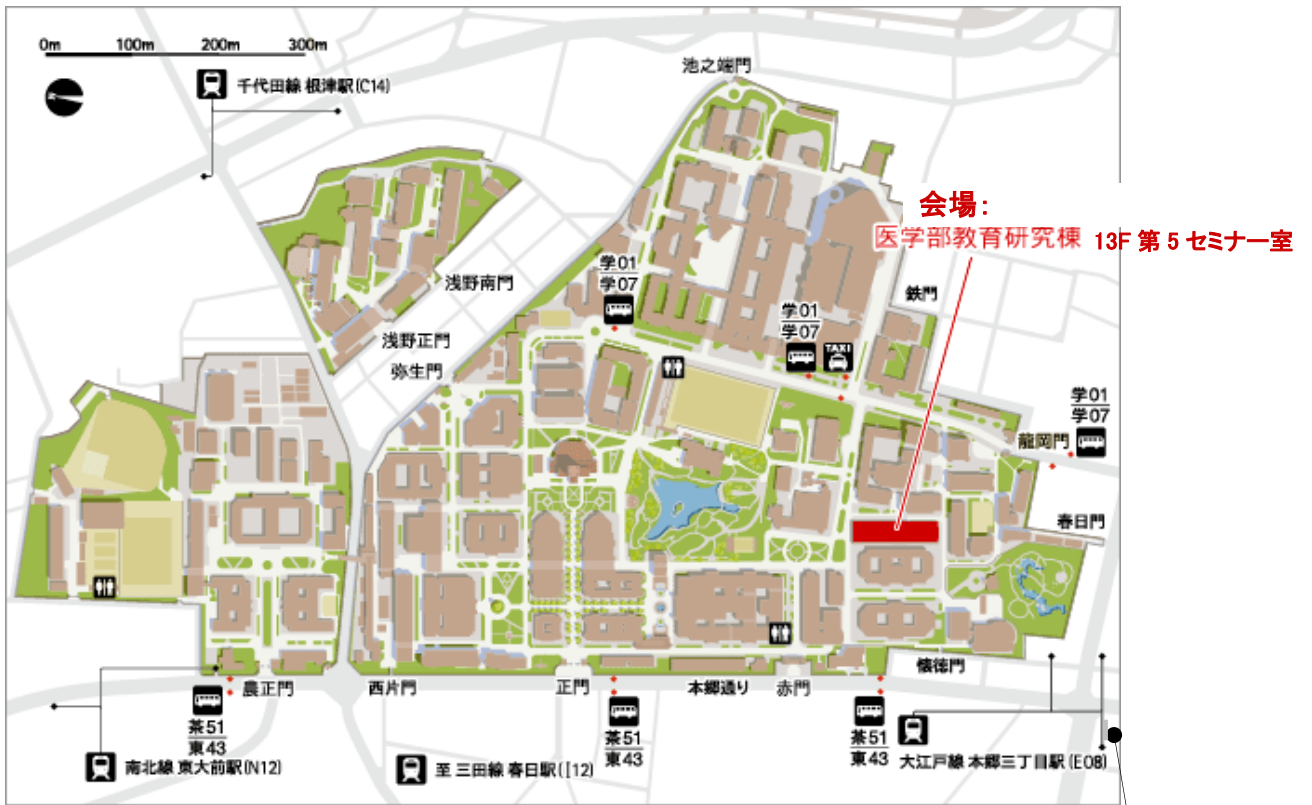 0m 100m 200m 300m
千代田線 根津駅(C14)
池之端門
会場:
医学部教育研究棟 13F 第5セミナー室
浅野南門
学01
学07
鉄門
学01
学07
TAXI
浅野正門
弥生門
学01
学07
龍岡門
春日門
懐徳門
農正門
西片門
正門
本郷通り
赤門
茶51
東43
茶51
東43
茶51
東43
南北線 東大前駅(N12)
至 三田線 春日駅(I12)
大江戸線 本郷三丁目駅(E08)